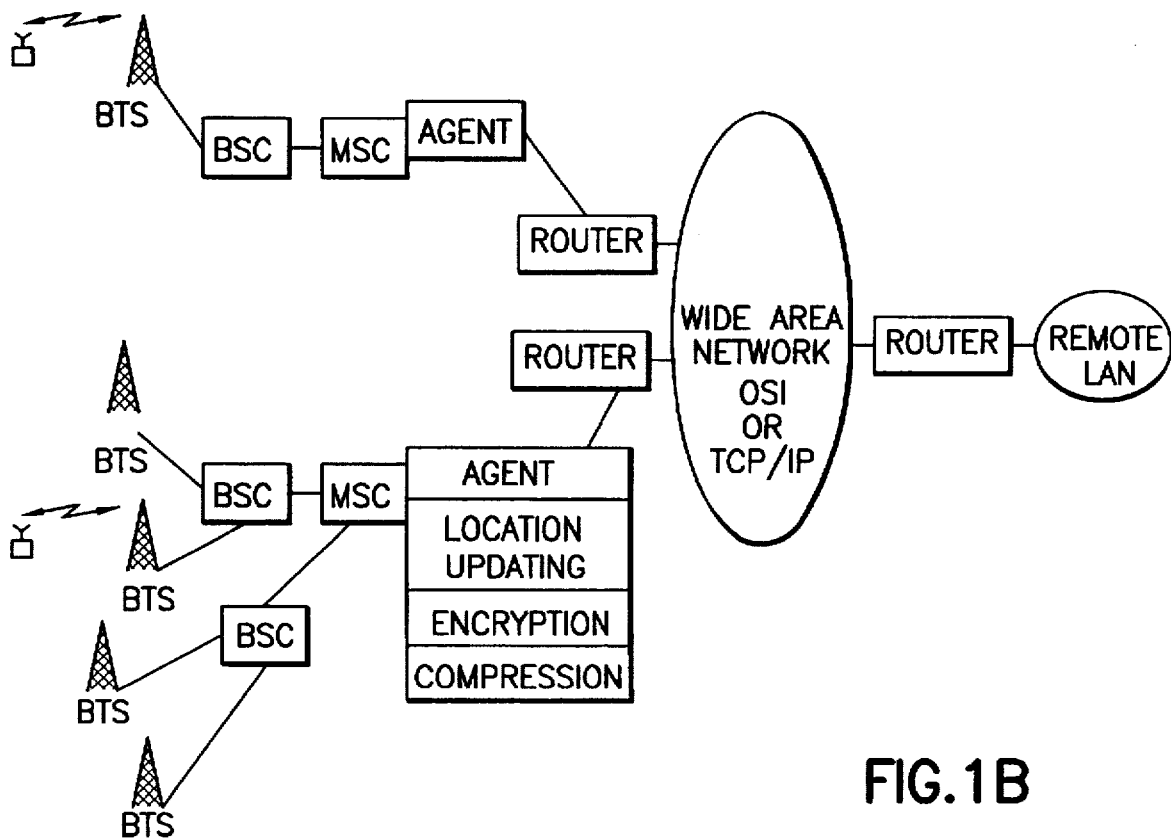 BTS
BSC
MSC
AGENT
ROUTER
WIDE AREA
NETWORK
OSI
OR
TCP/IP
ROUTER
REMOTE
LAN
ROUTER
BTS
BSC
MSC
AGENT
LOCATION
UPDATING
ENCRYPTION
COMPRESSION
BTS
BSC
BTS
BTS
FIG.1B